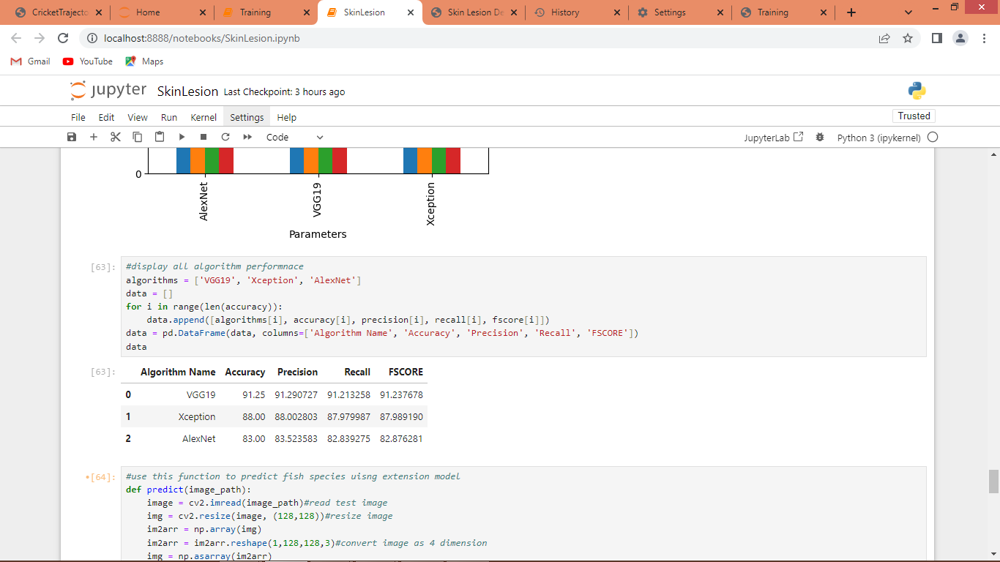 CricketTrajecto
Home
Training
SkinLesion
Skin Lesion De
History
Settings
Training
localhost:8888/notebooks/SkinLesion.ipynb
Gmail
YouTube
Maps
jupyter SkinLesion Last Checkpoint: 3 hours ago
File Edit View Run Kernel Settings Help
Trusted
Code
JupyterLab
Python 3 (ipykernel)
0
AlexNet
VGG19
Xception
Parameters
[63]:
#display all algorithm performnace
algorithms = ['VGG19', 'Xception', 'AlexNet']
data = []
for i in range(len(accuracy)):
    data.append([algorithms[i], accuracy[i], precision[i], recall[i], fscore[i]])
data = pd.DataFrame(data, columns=['Algorithm Name', 'Accuracy', 'Precision', 'Recall', 'FSCORE'])
data
[63]:
Algorithm Name Accuracy Precision Recall FSCORE
0 VGG19 91.25 91.290727 91.213258 91.237678
1 Xception 88.00 88.002803 87.979987 87.989190
2 AlexNet 83.00 83.523583 82.839275 82.876281
•[64]:
#use this function to predict fish species uisng extension model
def predict(image_path):
    image = cv2.imread(image_path)#read test image
    img = cv2.resize(image, (128,128))#resize image
    im2arr = np.array(img)
    im2arr = im2arr.reshape(1,128,128,3)#convert image as 4 dimension
    img = np.asarray(im2arr)